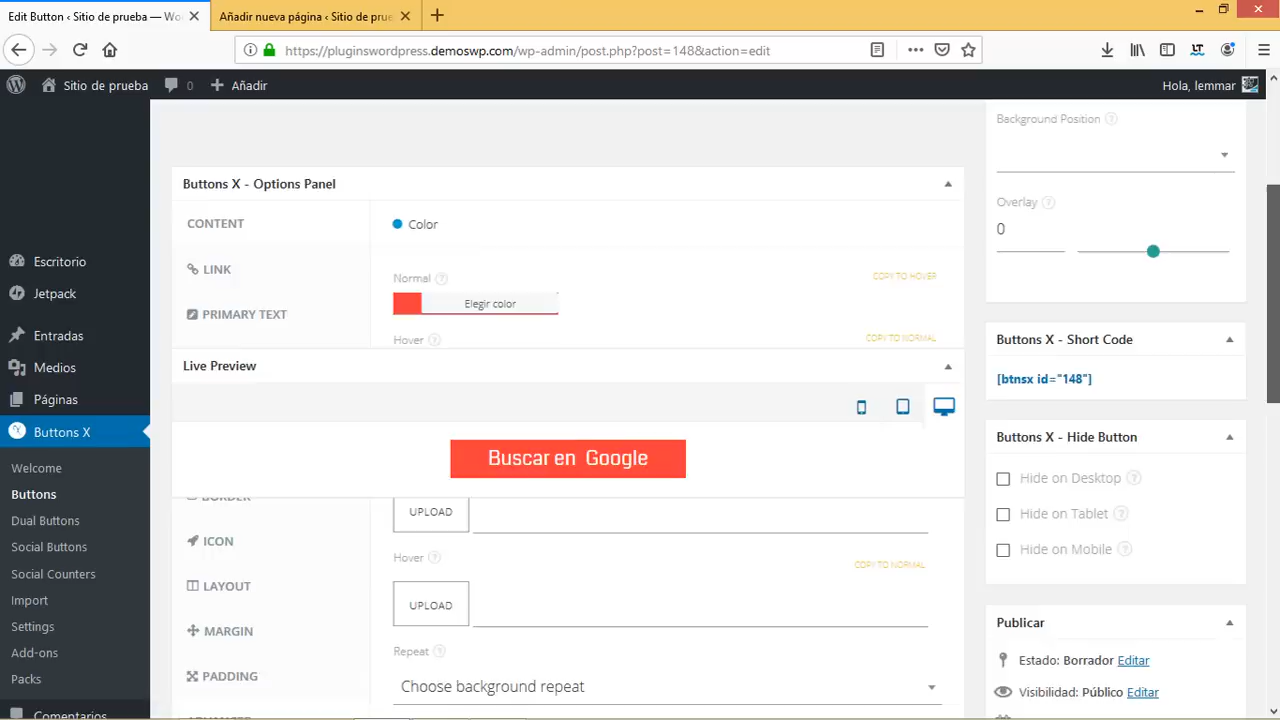 Edit Button ‹ Sitio de prueba — Wo
Añadir nueva página ‹ Sitio de prue
https://pluginswordpress.demoswp.com/wp-admin/post.php?post=148&action=edit
Sitio de prueba
0
Añadir
Hola, lemmar
Background Position
Overlay
0
Buttons X - Options Panel
CONTENT
Color
LINK
Normal
COPY TO HOVER
Elegir color
PRIMARY TEXT
Hover
COPY TO NORMAL
Live Preview
Buscar en Google
BORDER
UPLOAD
ICON
Hover
COPY TO NORMAL
LAYOUT
UPLOAD
MARGIN
Repeat
PADDING
Choose background repeat
Buttons X - Short Code
[btnsx id="148"]
Buttons X - Hide Button
Hide on Desktop
Hide on Tablet
Hide on Mobile
Publicar
Estado: Borrador Editar
Visibilidad: Público Editar
Escritorio
Jetpack
Entradas
Medios
Páginas
Buttons X
Welcome
Buttons
Dual Buttons
Social Buttons
Social Counters
Import
Settings
Add-ons
Packs
Comentarios